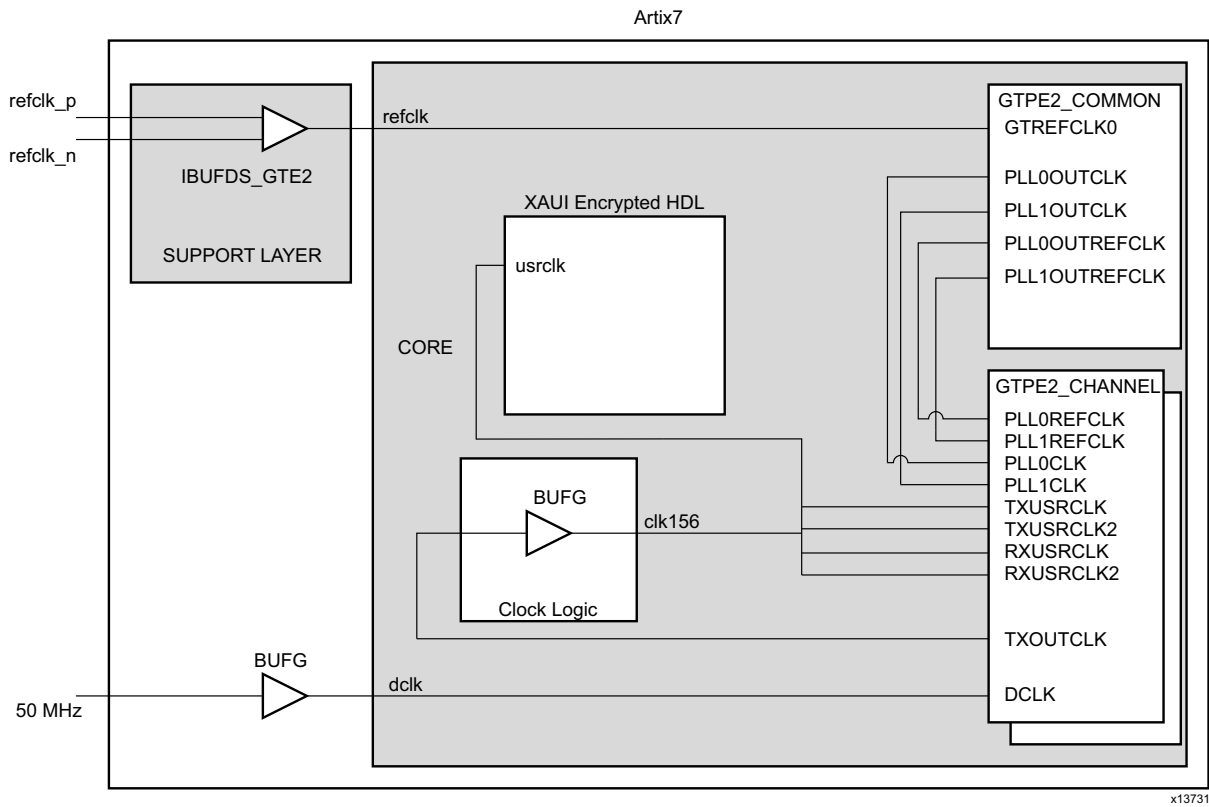 Artix7
refclk_p
refclk_n
IBUFDS_GTE2
SUPPORT LAYER
refclk
GTPE2_COMMON
GTREFCLK0
PLL0OUTCLK
PLL1OUTCLK
PLL0OUTREFCLK
PLL1OUTREFCLK
XAUI Encrypted HDL
usrclk
CORE
GTPE2_CHANNEL
PLL0REFCLK
PLL1REFCLK
PLL0CLK
PLL1CLK
TXUSRCLK
TXUSRCLK2
RXUSRCLK
RXUSRCLK2
TXOUTCLK
DCLK
BUFG
clk156
Clock Logic
BUFG
dclk
50 MHz
x13731